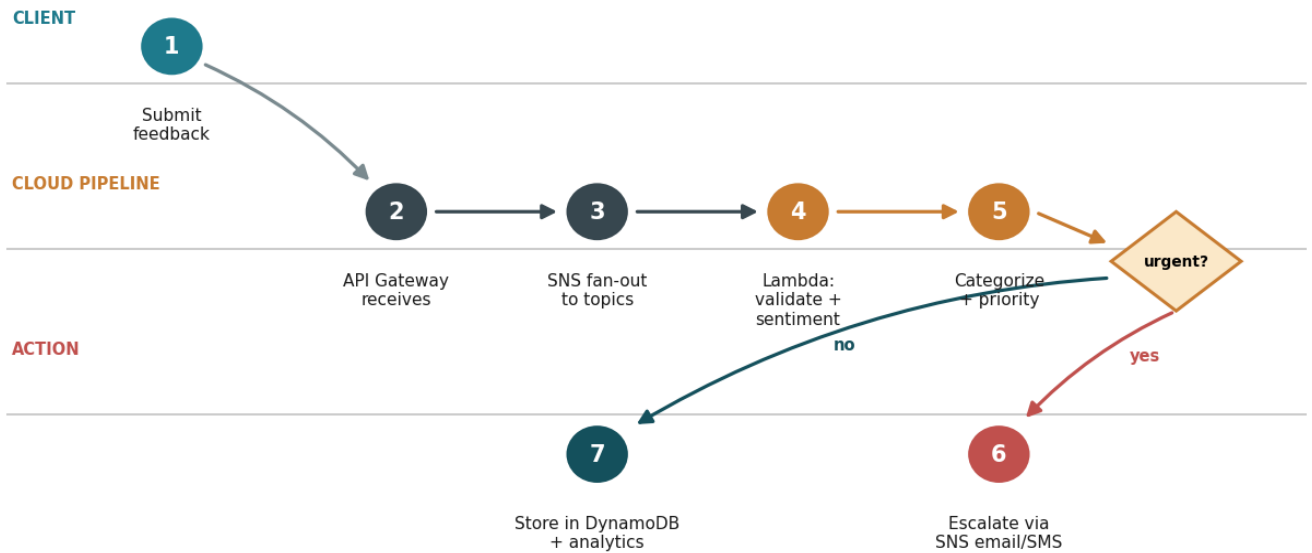 CLIENT
1
Submit
feedback
CLOUD PIPELINE
2
3
4
5
urgent?
API Gateway
receives
SNS fan-out
to topics
Lambda:
validate +
sentiment
Categorize
+ priority
ACTION
no
yes
7
6
Store in DynamoDB
+ analytics
Escalate via
SNS email/SMS